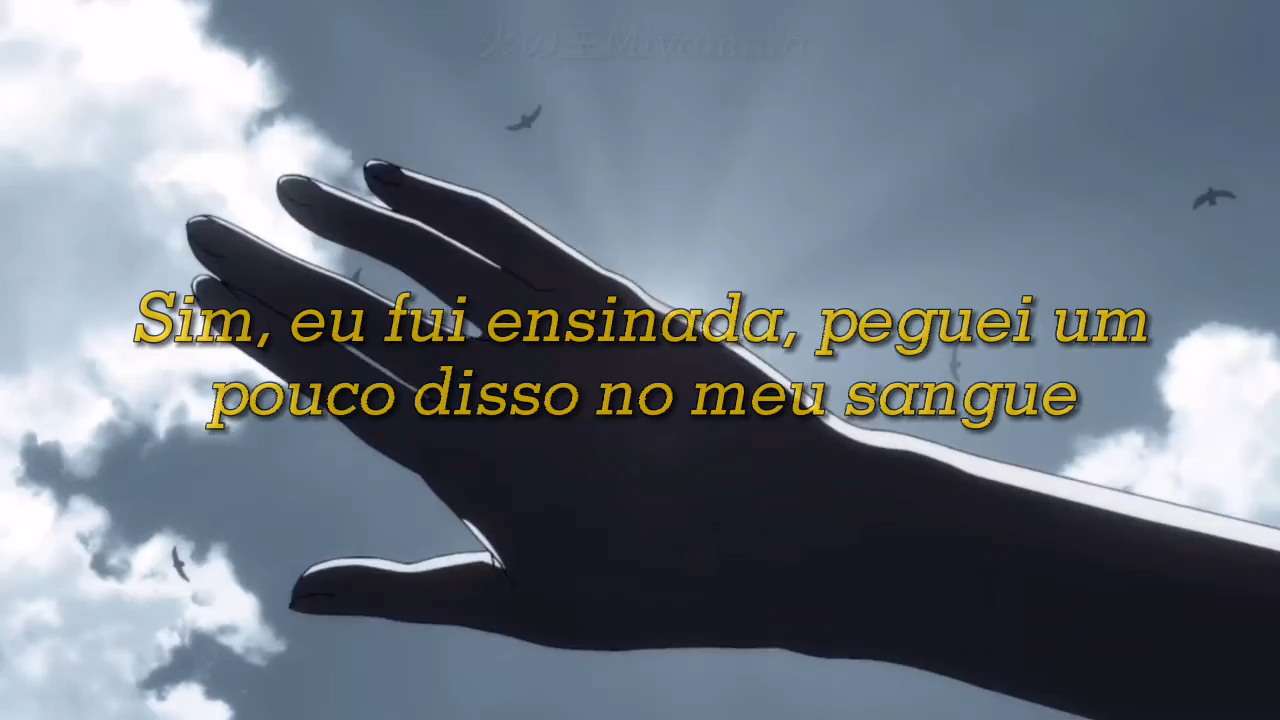 Sim, eu fui ensinada, peguei um
pouco disso no meu sangue